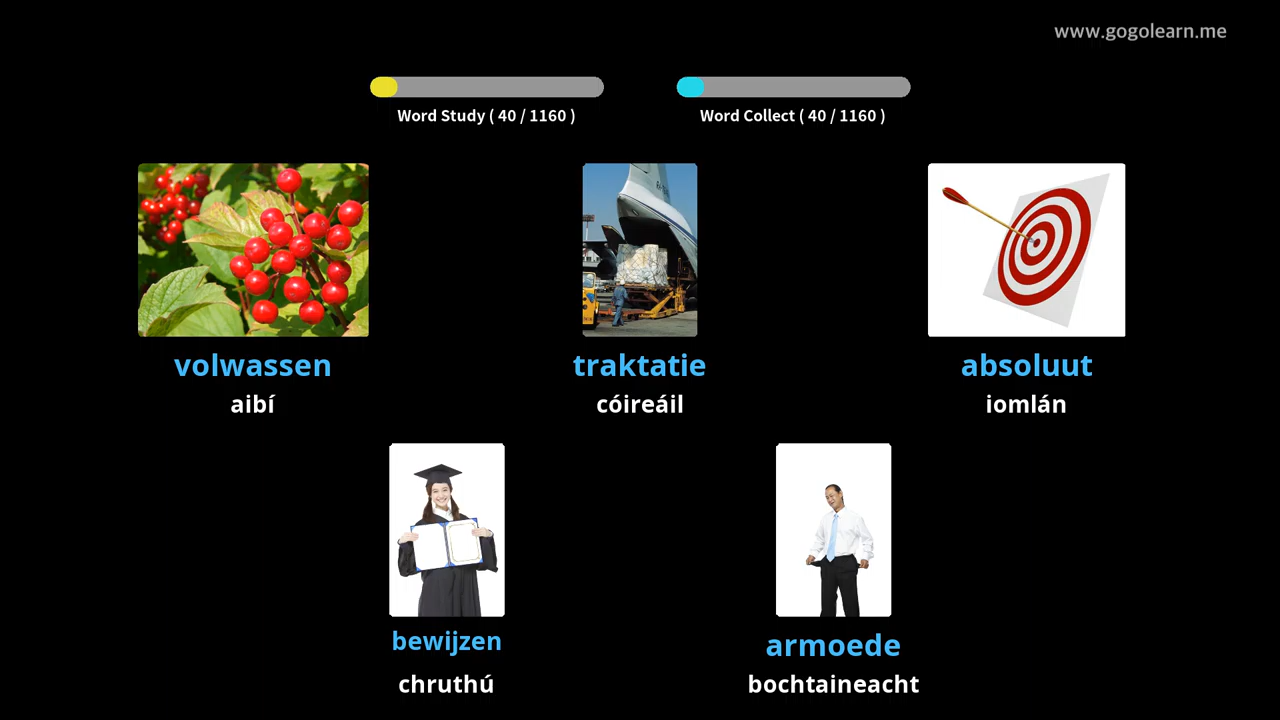 www.gogolearn.me
Word Study ( 40 / 1160 )
Word Collect ( 40 / 1160 )
volwassen
traktatie
absoluut
aibí
cóireáil
iomlán
bewijzen
armoede
chruthú
bochtaineacht